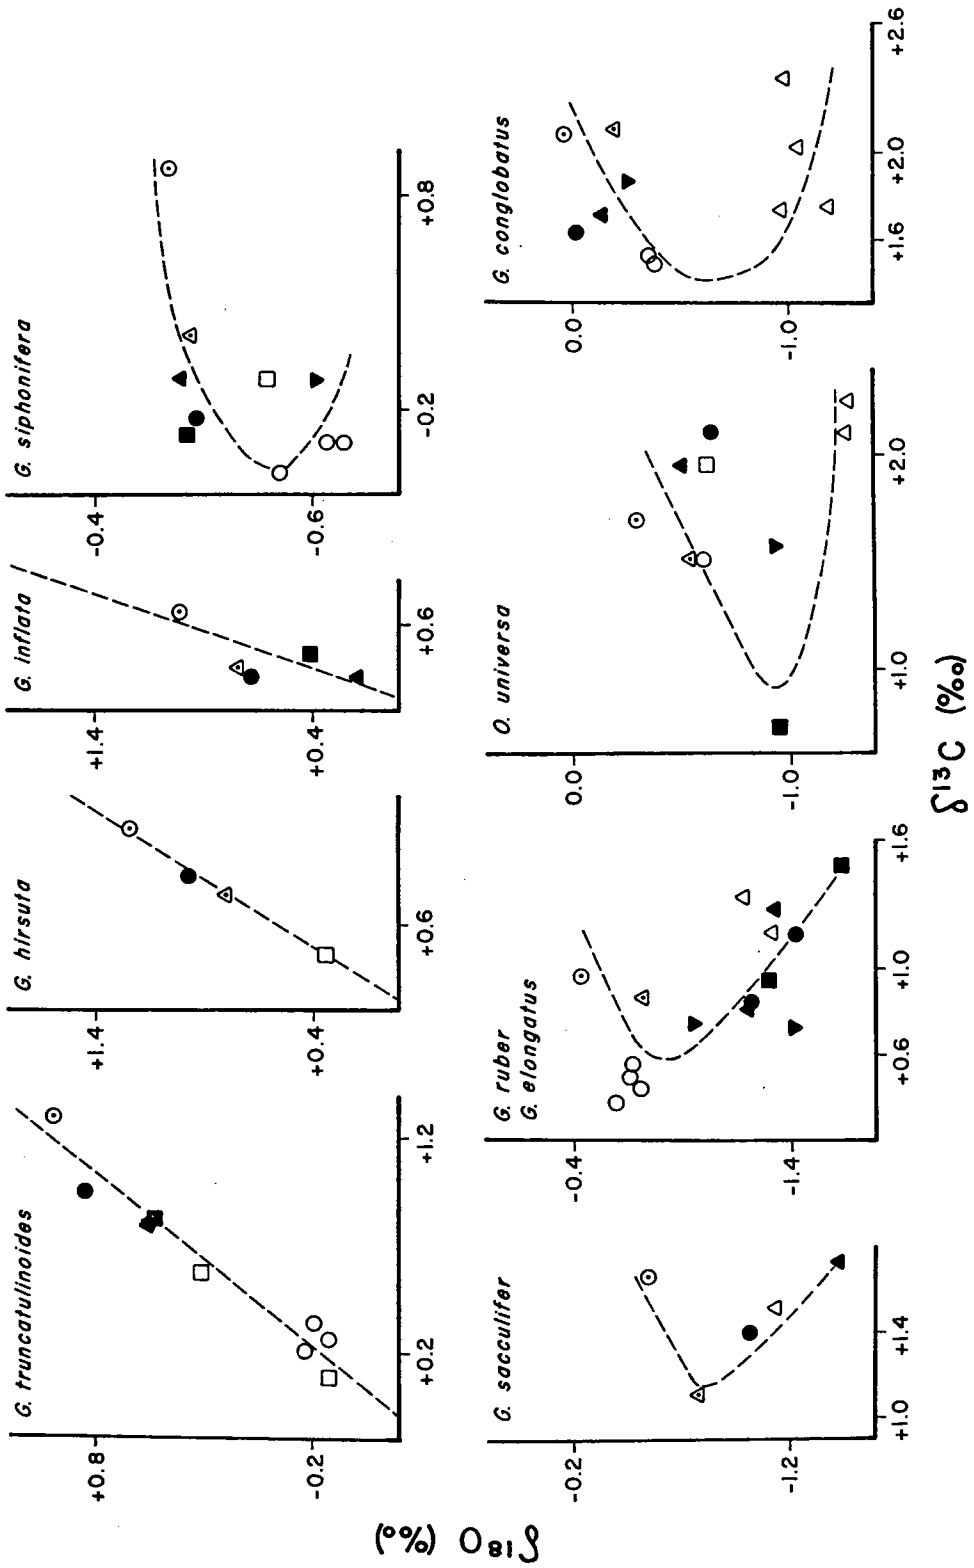 G. truncatulinoides
+0.8
-0.2
+0.2
+1.2
G. hirsuta
+1.4
+0.4
+0.6
G. inflata
+1.4
+0.4
+0.6
G. siphonifera
-0.4
-0.6
-0.2
+0.8
δ18O (‰)
G. sacculifer
-0.2
-1.2
+1.0
+1.4
G. ruber
G. elongatus
-0.4
-1.4
+0.6
+1.0
+1.6
O. universa
0.0
-1.0
+1.0
+2.0
G. conglobatus
0.0
-1.0
+1.6
+2.0
+2.6
δ13C (‰)